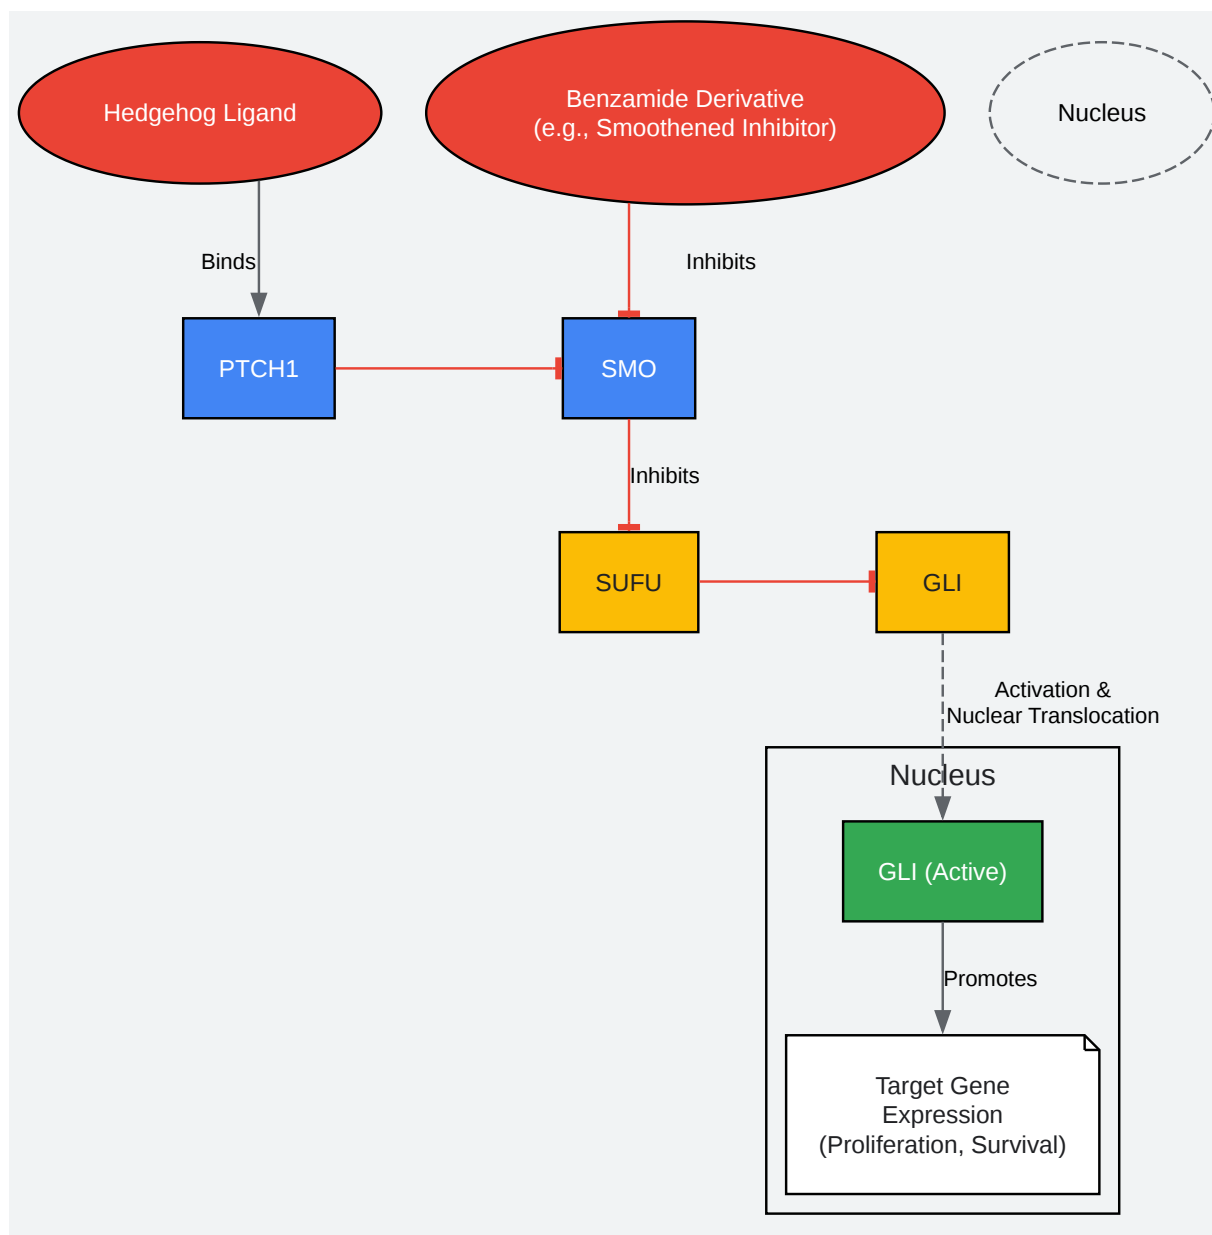 Hedgehog Ligand
Benzamide Derivative
(e.g., Smoothened Inhibitor)
Nucleus
Binds
Inhibits
PTCH1
SMO
Inhibits
SUFU
GLI
Activation &
Nuclear Translocation
Nucleus
GLI (Active)
Promotes
Target Gene
Expression
(Proliferation, Survival)